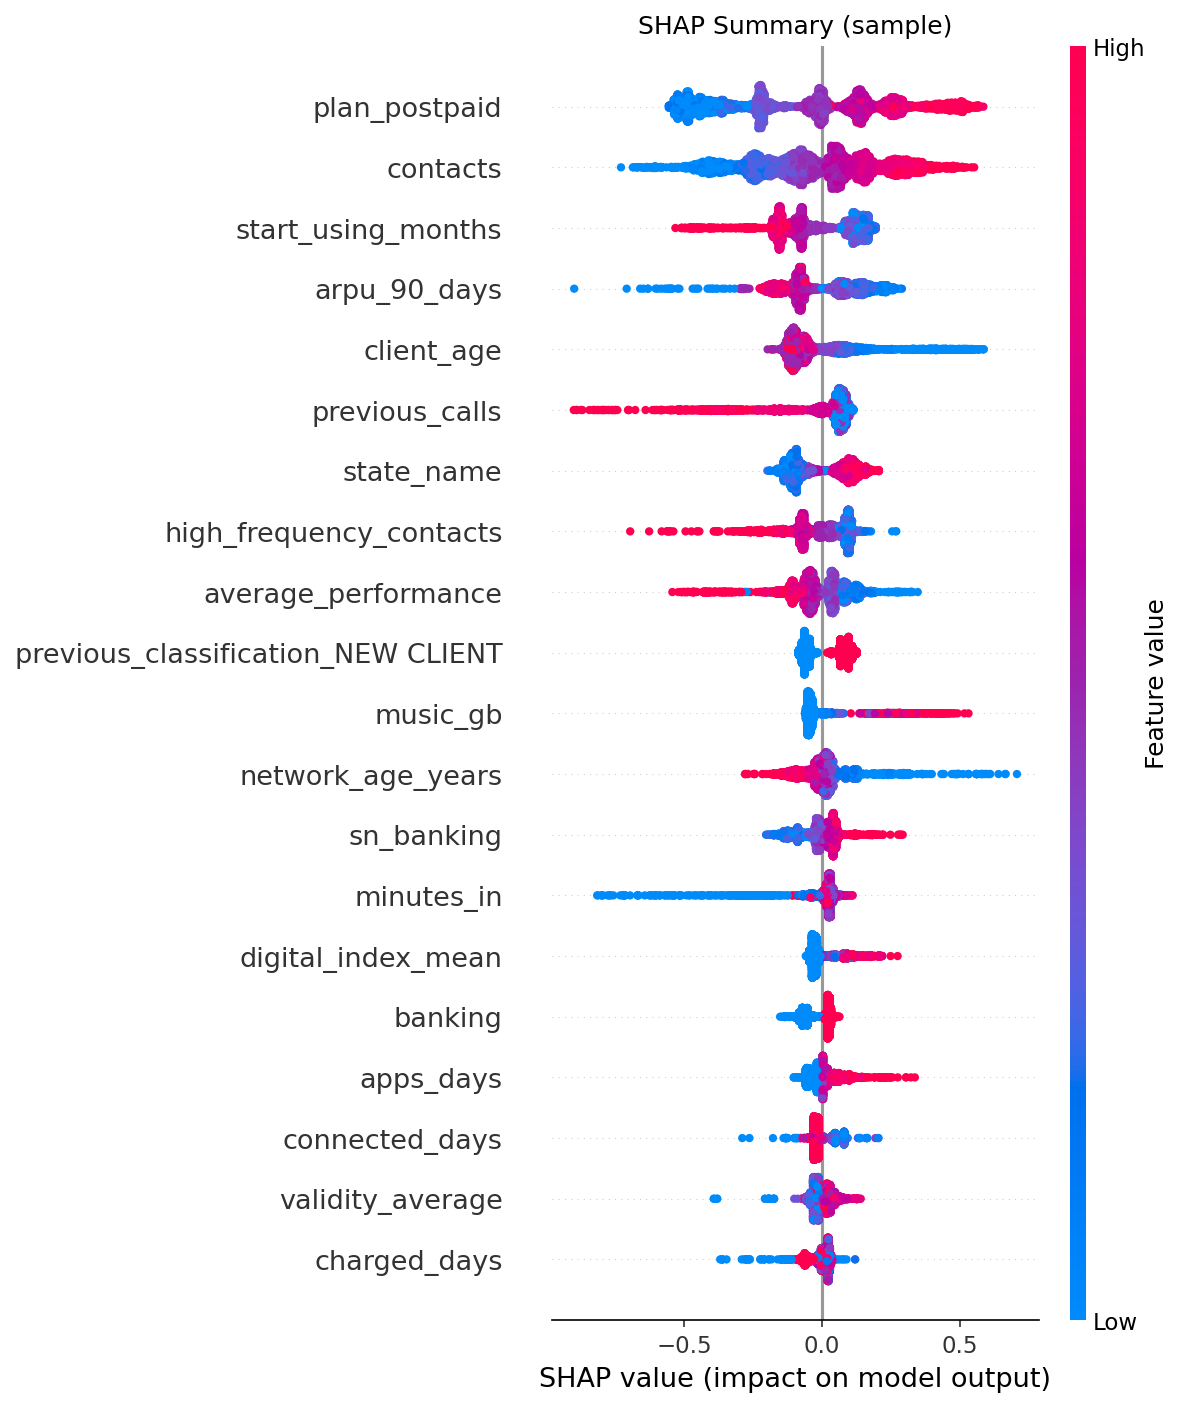 SHAP Summary (sample)
High
plan_postpaid
contacts
start_using_months
arpu_90_days
client_age
previous_calls
state_name
high_frequency_contacts
average_performance
previous_classification_NEW CLIENT
music_gb
network_age_years
sn_banking
minutes_in
digital_index_mean
banking
apps_days
connected_days
validity_average
charged_days
Feature value
Low
−0.5 0.0 0.5
SHAP value (impact on model output)